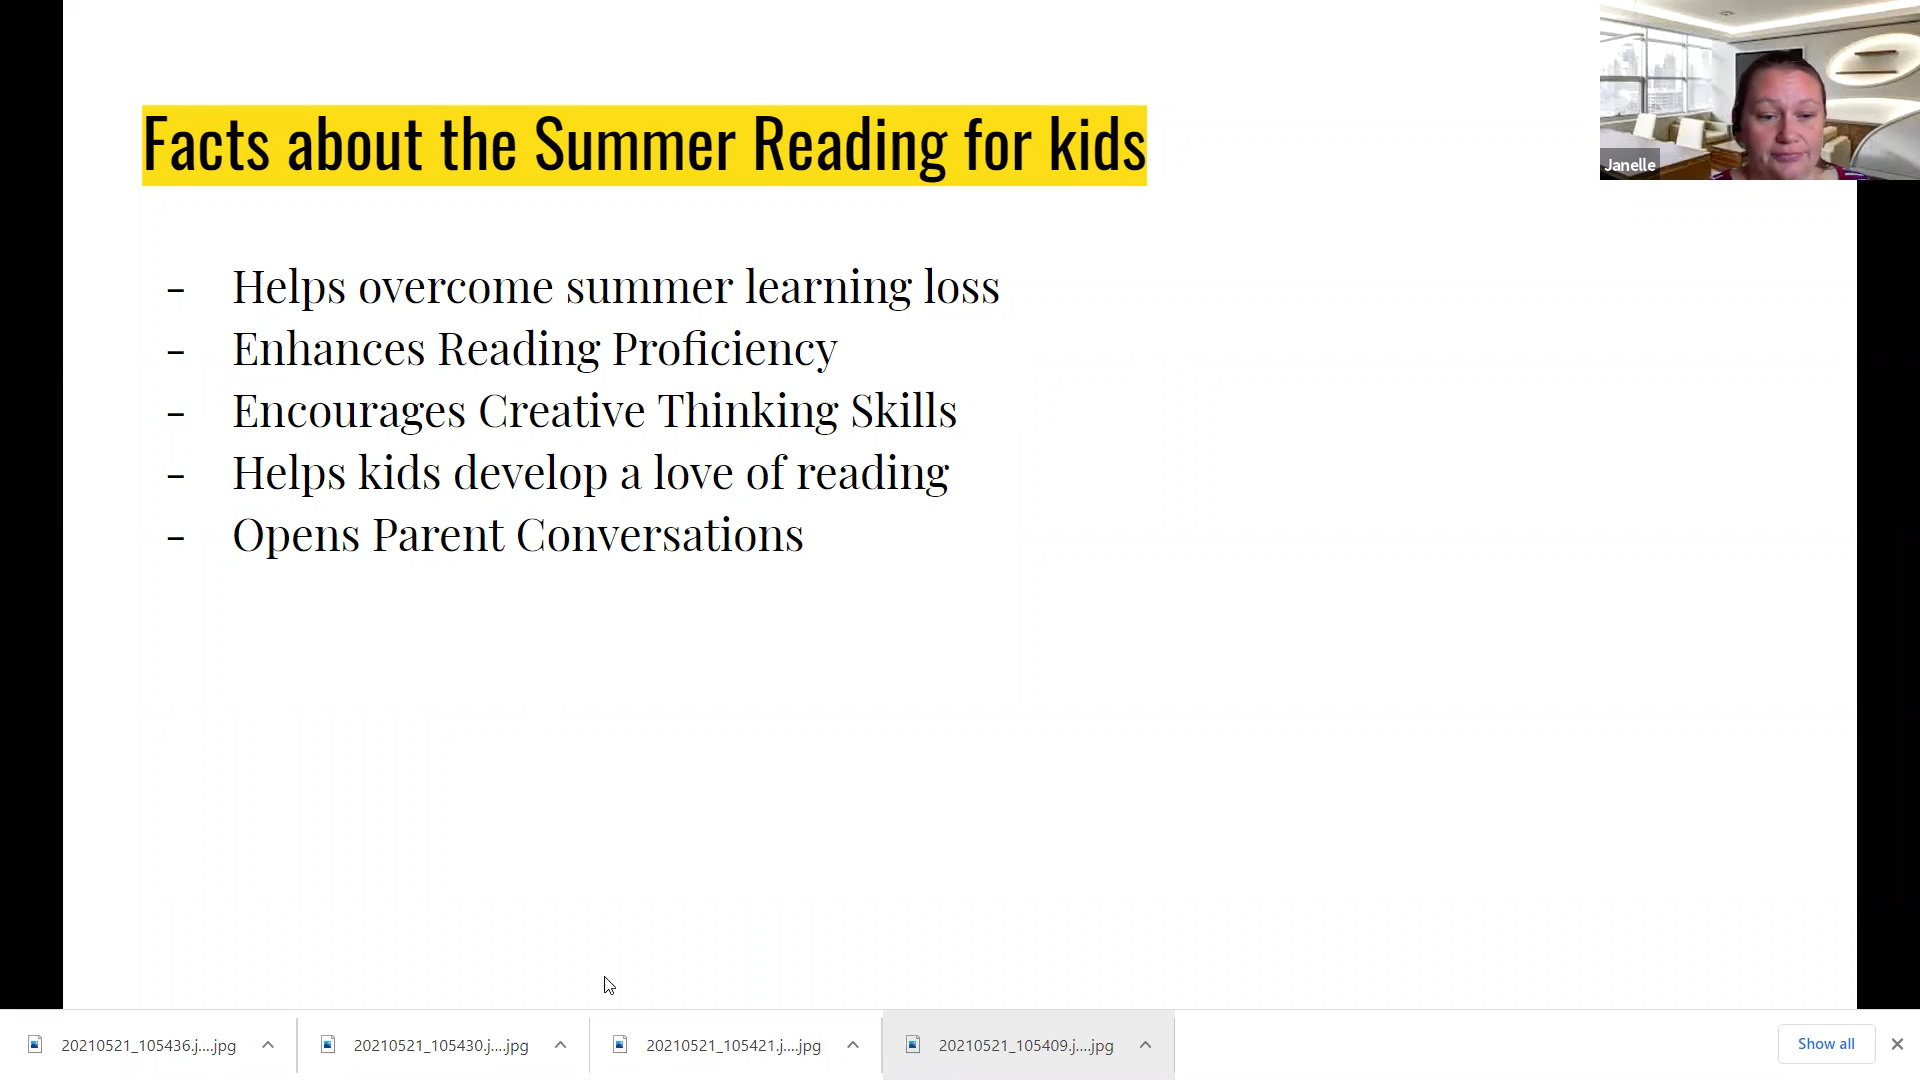 Facts about the Summer Reading for kids
Janelle
- Helps overcome summer learning loss
- Enhances Reading Proficiency
- Encourages Creative Thinking Skills
- Helps kids develop a love of reading
- Opens Parent Conversations
20210521_105436.j....jpg
20210521_105430.j....jpg
20210521_105421.j....jpg
20210521_105409.j....jpg
Show all